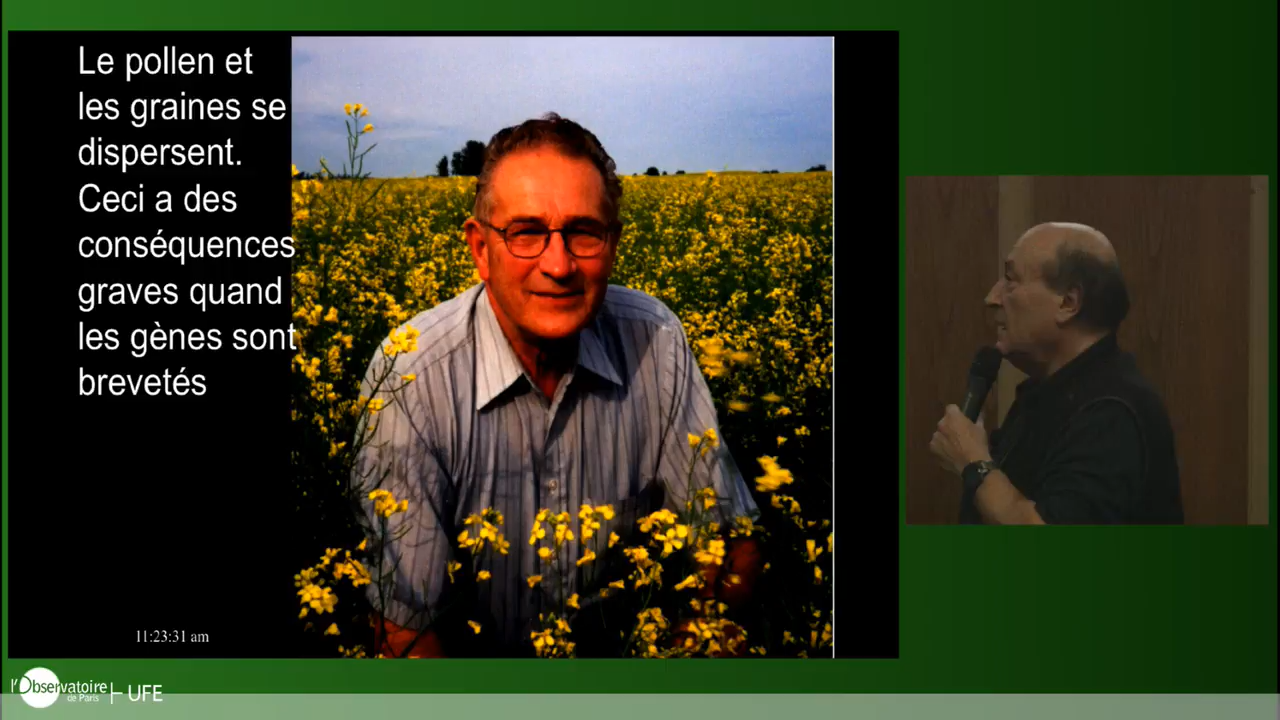 Le pollen et
les graines se
dispersent.
Ceci a des
conséquences
graves quand
les gènes sont
brevetés
11:23:31 am
l'Observatoire
de Paris
UFE